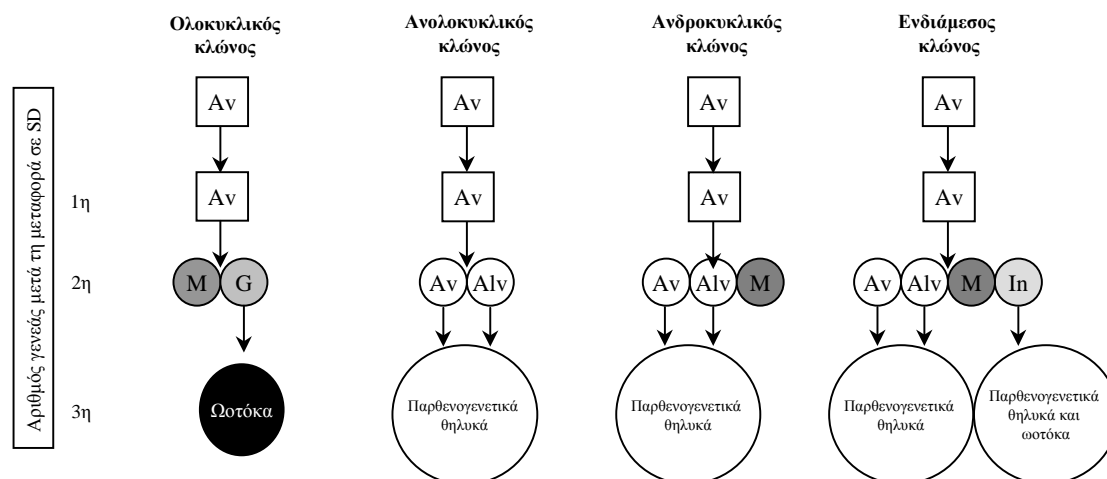 Ολοκυκλικός
κλώνος
Ανολοκυκλικός
κλώνος
Ανδροκυκλικός
κλώνος
Ενδιάμεσος
κλώνος
Αριθμός γενεάς μετά τη μεταφορά σε SD
Av
Av
Av
Av
1η
Av
Av
Av
Av
2η
M G
Av Alv
Av Alv M
Av Alv M In
3η
Ωοτόκα
Παρθενογενετικά
θηλυκά
Παρθενογενετικά
θηλυκά
Παρθενογενετικά
θηλυκά
Παρθενογενετικά
θηλυκά και
ωοτόκα